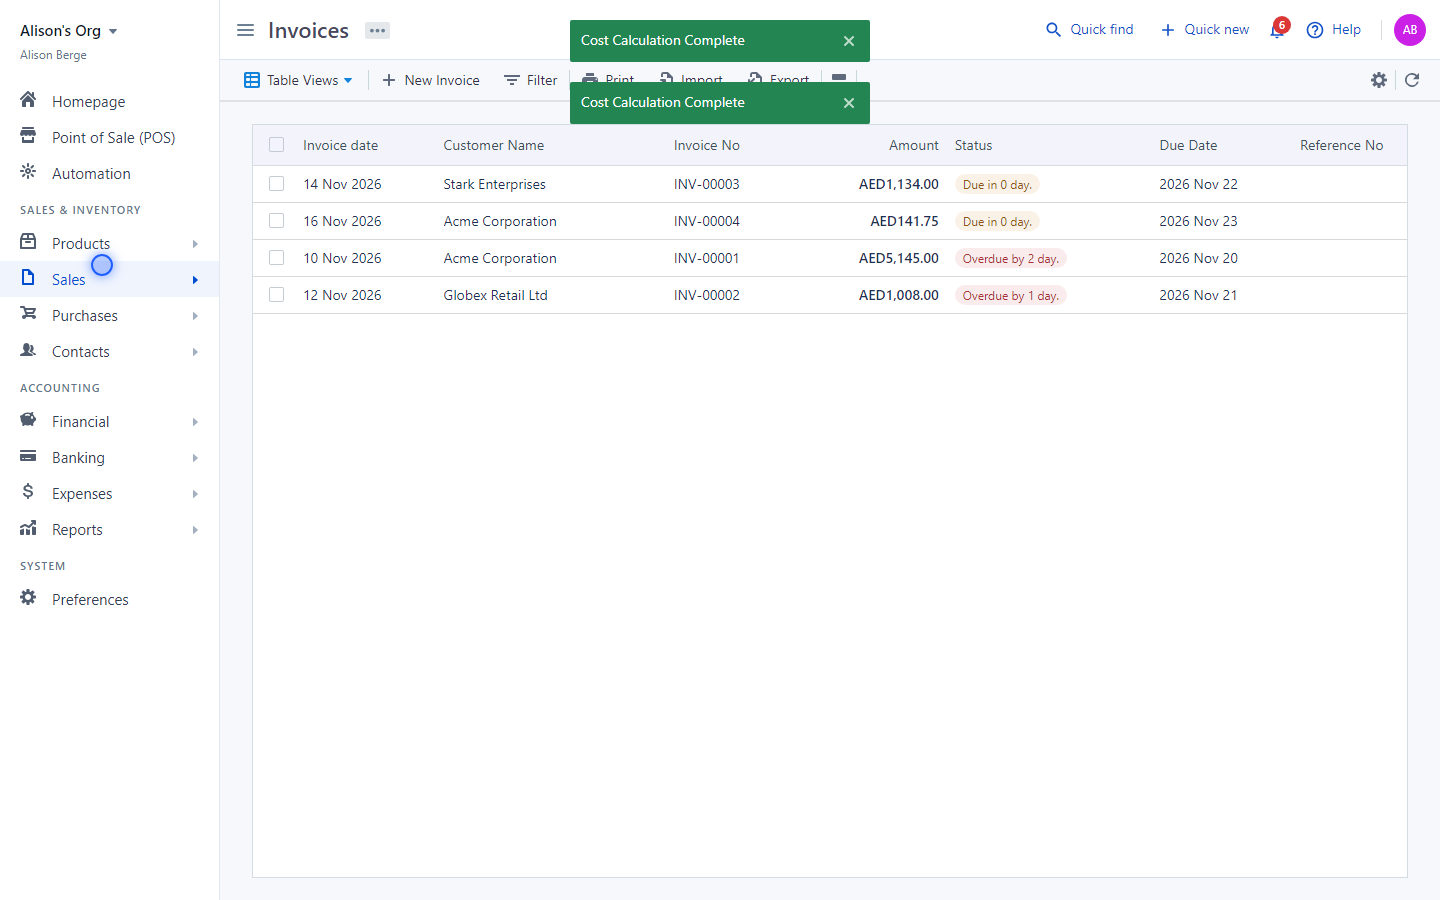 Alison's Org
Alison Berge
Homepage
Point of Sale (POS)
Automation
SALES & INVENTORY
Products
Sales
Purchases
Contacts
ACCOUNTING
Financial
Banking
Expenses
Reports
SYSTEM
Preferences
Invoices
Quick find
Quick new
6
Help
AB
Cost Calculation Complete
Table Views
New Invoice
Filter
Print
Import
Export
Cost Calculation Complete
Invoice date Customer Name Invoice No Amount Status Due Date Reference No
14 Nov 2026 Stark Enterprises INV-00003 AED1,134.00 Due in 0 day. 2026 Nov 22
16 Nov 2026 Acme Corporation INV-00004 AED141.75 Due in 0 day. 2026 Nov 23
10 Nov 2026 Acme Corporation INV-00001 AED5,145.00 Overdue by 2 day. 2026 Nov 20
12 Nov 2026 Globex Retail Ltd INV-00002 AED1,008.00 Overdue by 1 day. 2026 Nov 21